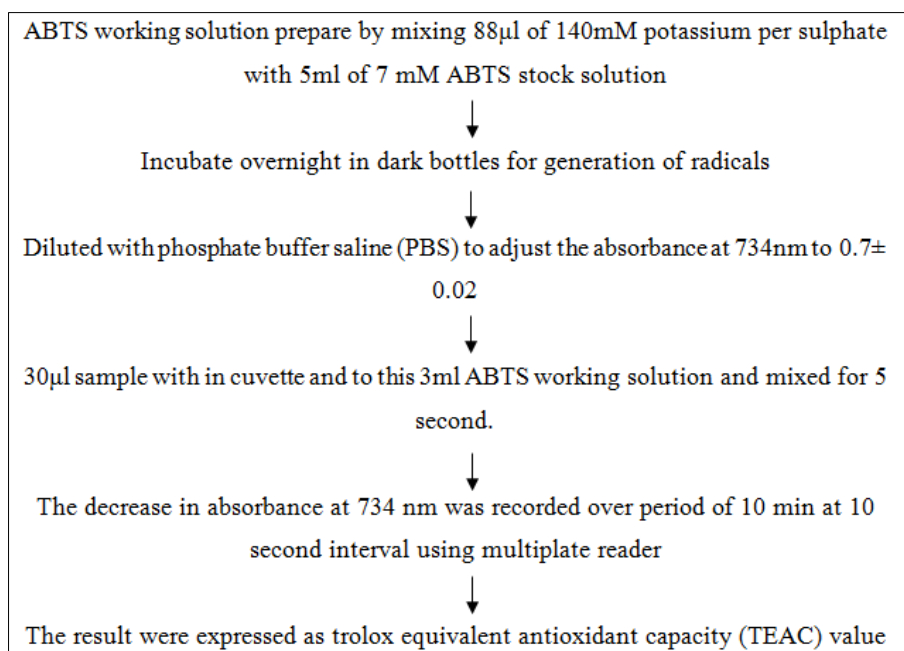 ABTS working solution prepare by mixing 88µl of 140mM potassium per sulphate
with 5ml of 7 mM ABTS stock solution
Incubate overnight in dark bottles for generation of radicals
Diluted with phosphate buffer saline (PBS) to adjust the absorbance at 734nm to 0.7±
0.02
30µl sample with in cuvette and to this 3ml ABTS working solution and mixed for 5
second.
The decrease in absorbance at 734 nm was recorded over period of 10 min at 10
second interval using multiplate reader
The result were expressed as trolox equivalent antioxidant capacity (TEAC) value